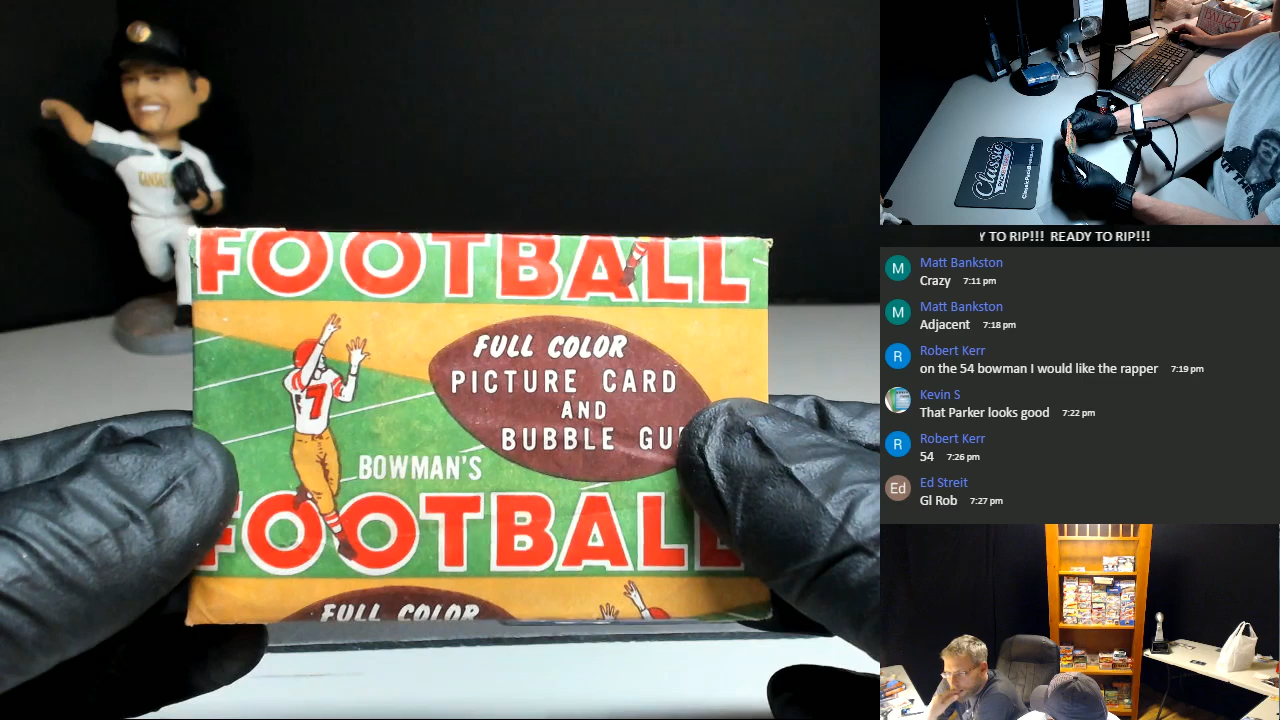 FOOTBALL
FULL COLOR
PICTURE CARD
AND
BUBBLE GU
7
BOWMAN'S
FOOTBALL
FULL COLOR
Classic
Y TO RIP!!! READY TO RIP!!!
M Matt Bankston
Crazy 7:11 pm
M Matt Bankston
Adjacent 7:18 pm
R Robert Kerr
on the 54 bowman I would like the rapper 7:19 pm
Kevin S
That Parker looks good 7:22 pm
R Robert Kerr
54 7:26 pm
Ed Ed Streit
Gl Rob 7:27 pm